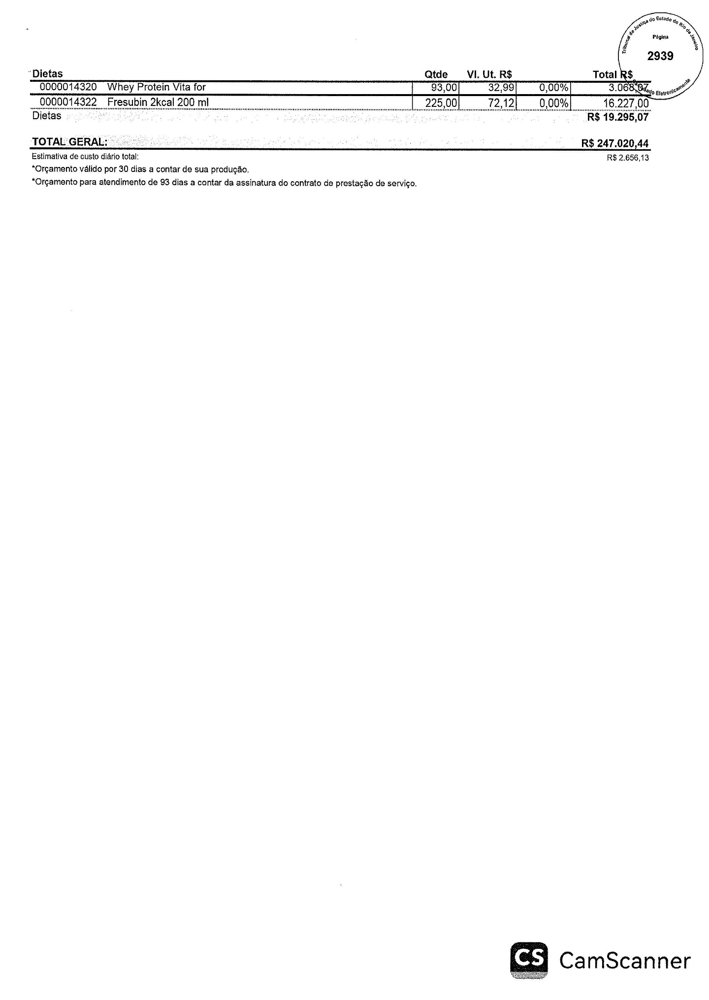 Tribunal de Justiça do Estado do Rio de Janeiro
Página
2939
Eletronicamente
Dietas Qtde Vl. Ut. R$ Total R$
0000014320 Whey Protein Vita for 93,00 32,99 0,00% 3.068,07
0000014322 Fresubin 2kcal 200 ml 225,00 72,12 0,00% 16.227,00
Dietas R$ 19.295,07
TOTAL GERAL: R$ 247.020,44
Estimativa de custo diário total: R$ 2.656,13
*Orçamento válido por 30 dias a contar de sua produção.
*Orçamento para atendimento de 93 dias a contar da assinatura do contrato de prestação de serviço.
CS CamScanner